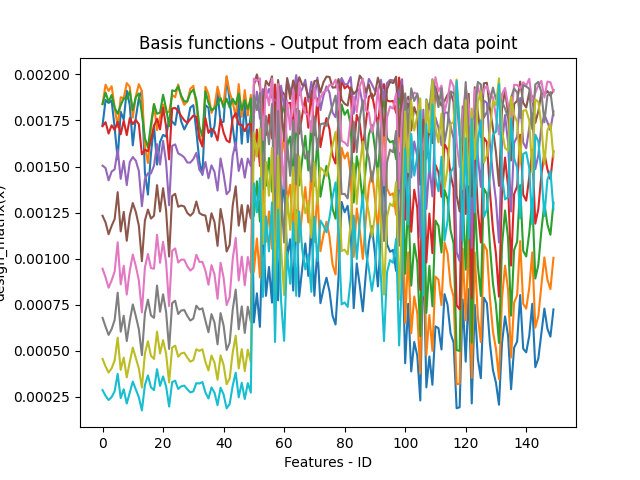 Basis functions - Output from each data point
0.00200
0.00175
0.00150
0.00125
0.00100
0.00075
0.00050
0.00025
design_matrix(x)
0 20 40 60 80 100 120 140
Features - ID